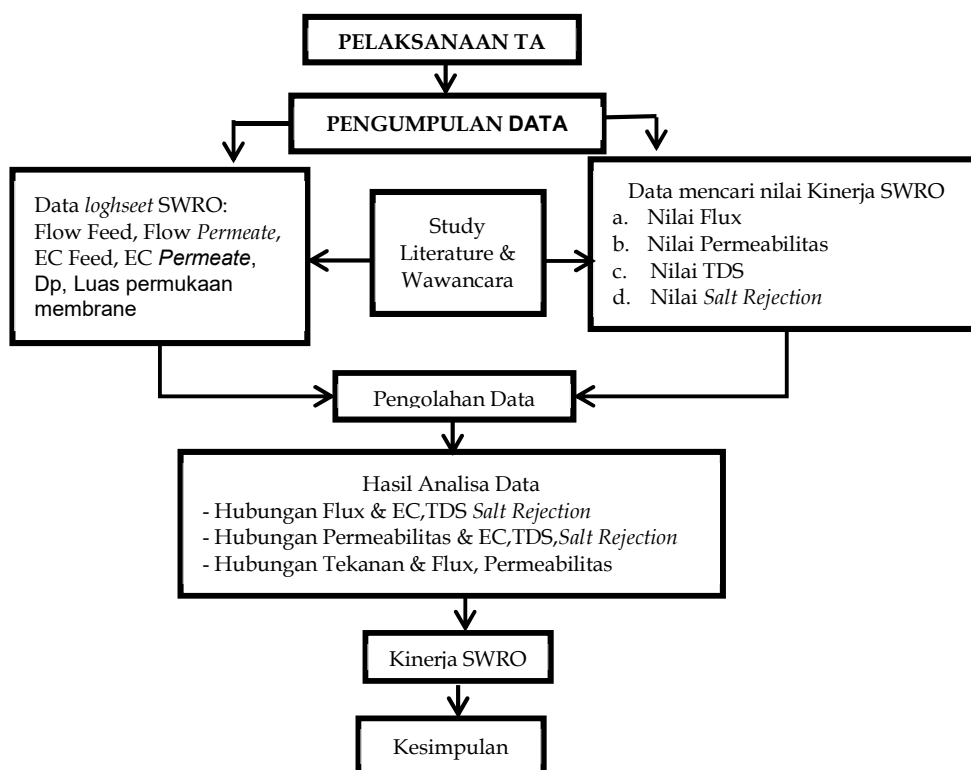 PELAKSANAAN TA
PENGUMPULAN DATA
Data loghseet SWRO:
Flow Feed, Flow Permeate,
EC Feed, EC Permeate,
Dp, Luas permukaan
membrane
Study
Literature &
Wawancara
Data mencari nilai Kinerja SWRO
a. Nilai Flux
b. Nilai Permeabilitas
c. Nilai TDS
d. Nilai Salt Rejection
Pengolahan Data
Hasil Analisa Data
- Hubungan Flux & EC,TDS Salt Rejection
- Hubungan Permeabilitas & EC,TDS,Salt Rejection
- Hubungan Tekanan & Flux, Permeabilitas
Kinerja SWRO
Kesimpulan